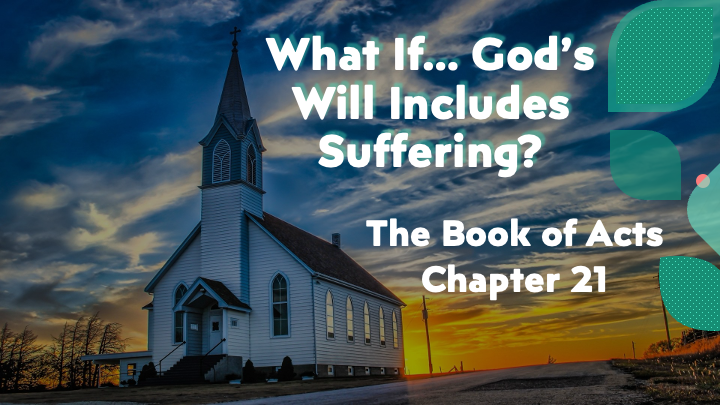 What If... God's
Will Includes
Suffering?
The Book of Acts
Chapter 21